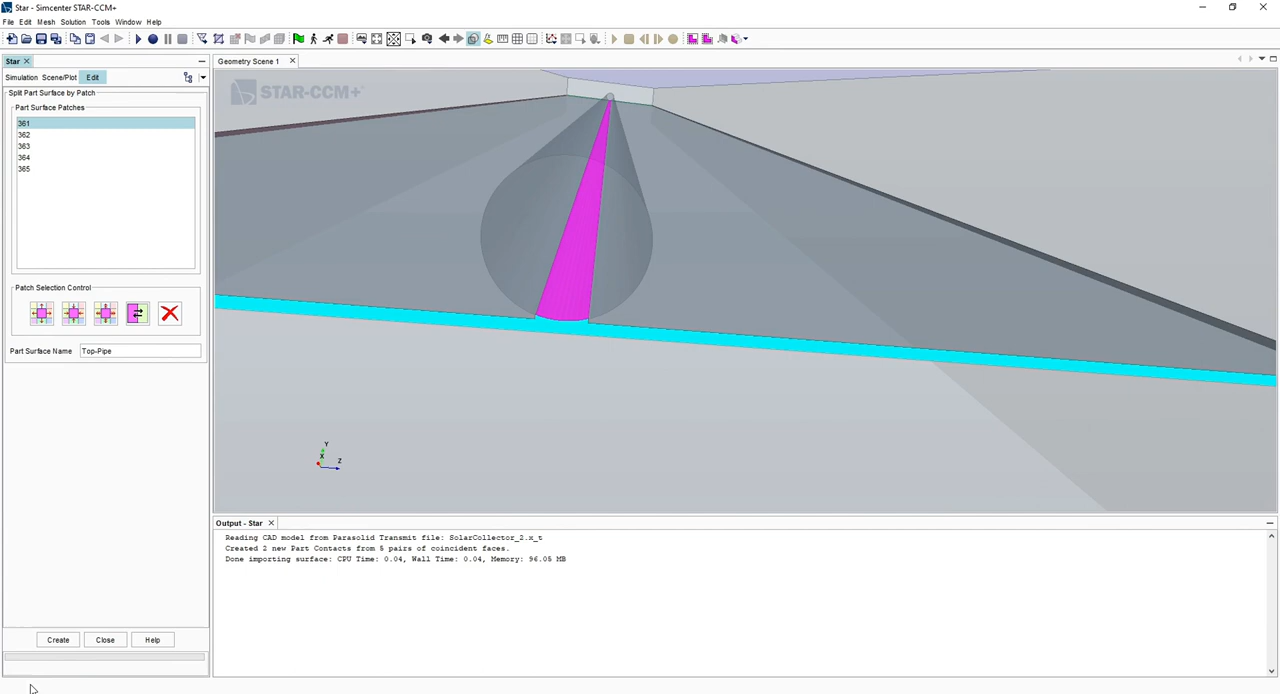 Star - Simcenter STAR-CCM+
File Edit Mesh Solution Tools Window Help
Star
Geometry Scene 1
Simulation Scene/Plot Edit
Split Part Surface by Patch
Part Surface Patches
361
362
363
364
365
Patch Selection Control
Part Surface Name Top-Pipe
Create Close Help
STAR-CCM+
Y
X
Z
Output - Star
Reading CAD model from Parasolid Transmit file: SolarCollector_2.x_t
Created 2 new Part Contacts from 5 pairs of coincident faces.
Done importing surface: CPU Time: 0.04, Wall Time: 0.04, Memory: 96.05 MB